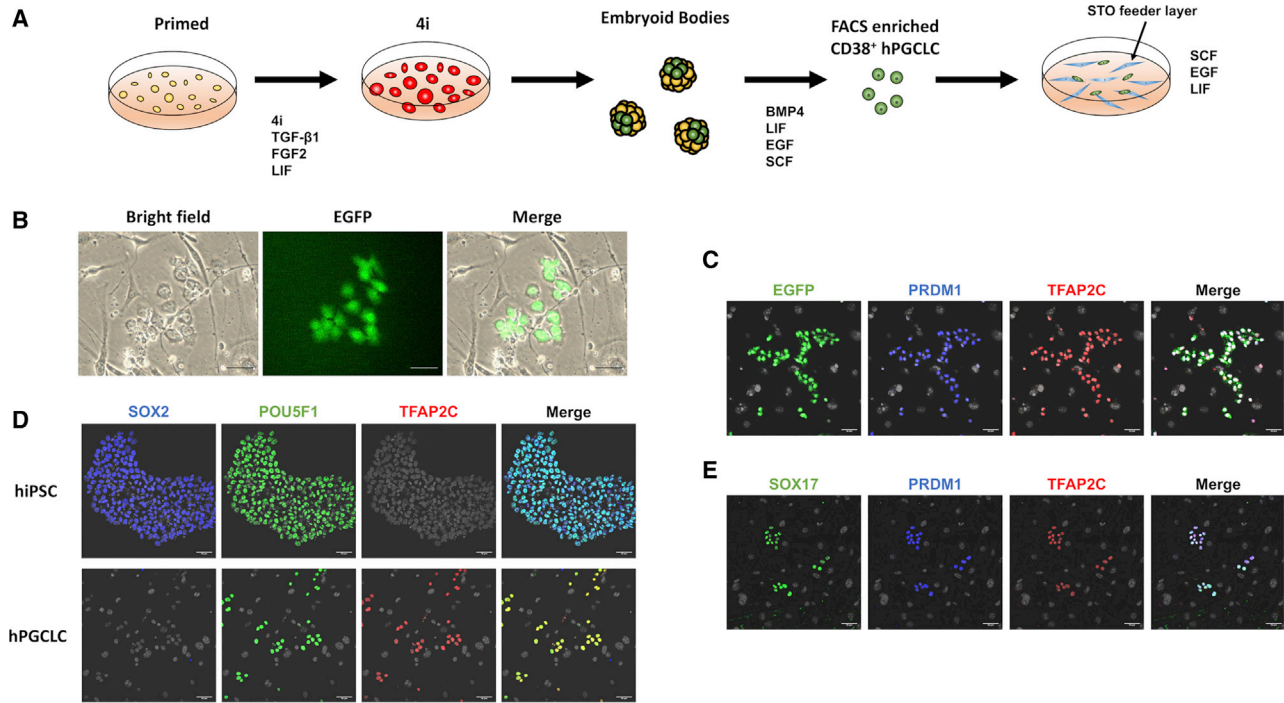 A
Primed
4i
Embryoid Bodies
FACS enriched
CD38⁺ hPGCLC
STO feeder layer
4i
TGF-β1
FGF2
LIF
BMP4
LIF
EGF
SCF
SCF
EGF
LIF
B
Bright field
EGFP
Merge
C
EGFP
PRDM1
TFAP2C
Merge
D
SOX2
POU5F1
TFAP2C
Merge
hiPSC
hPGCLC
E
SOX17
PRDM1
TFAP2C
Merge